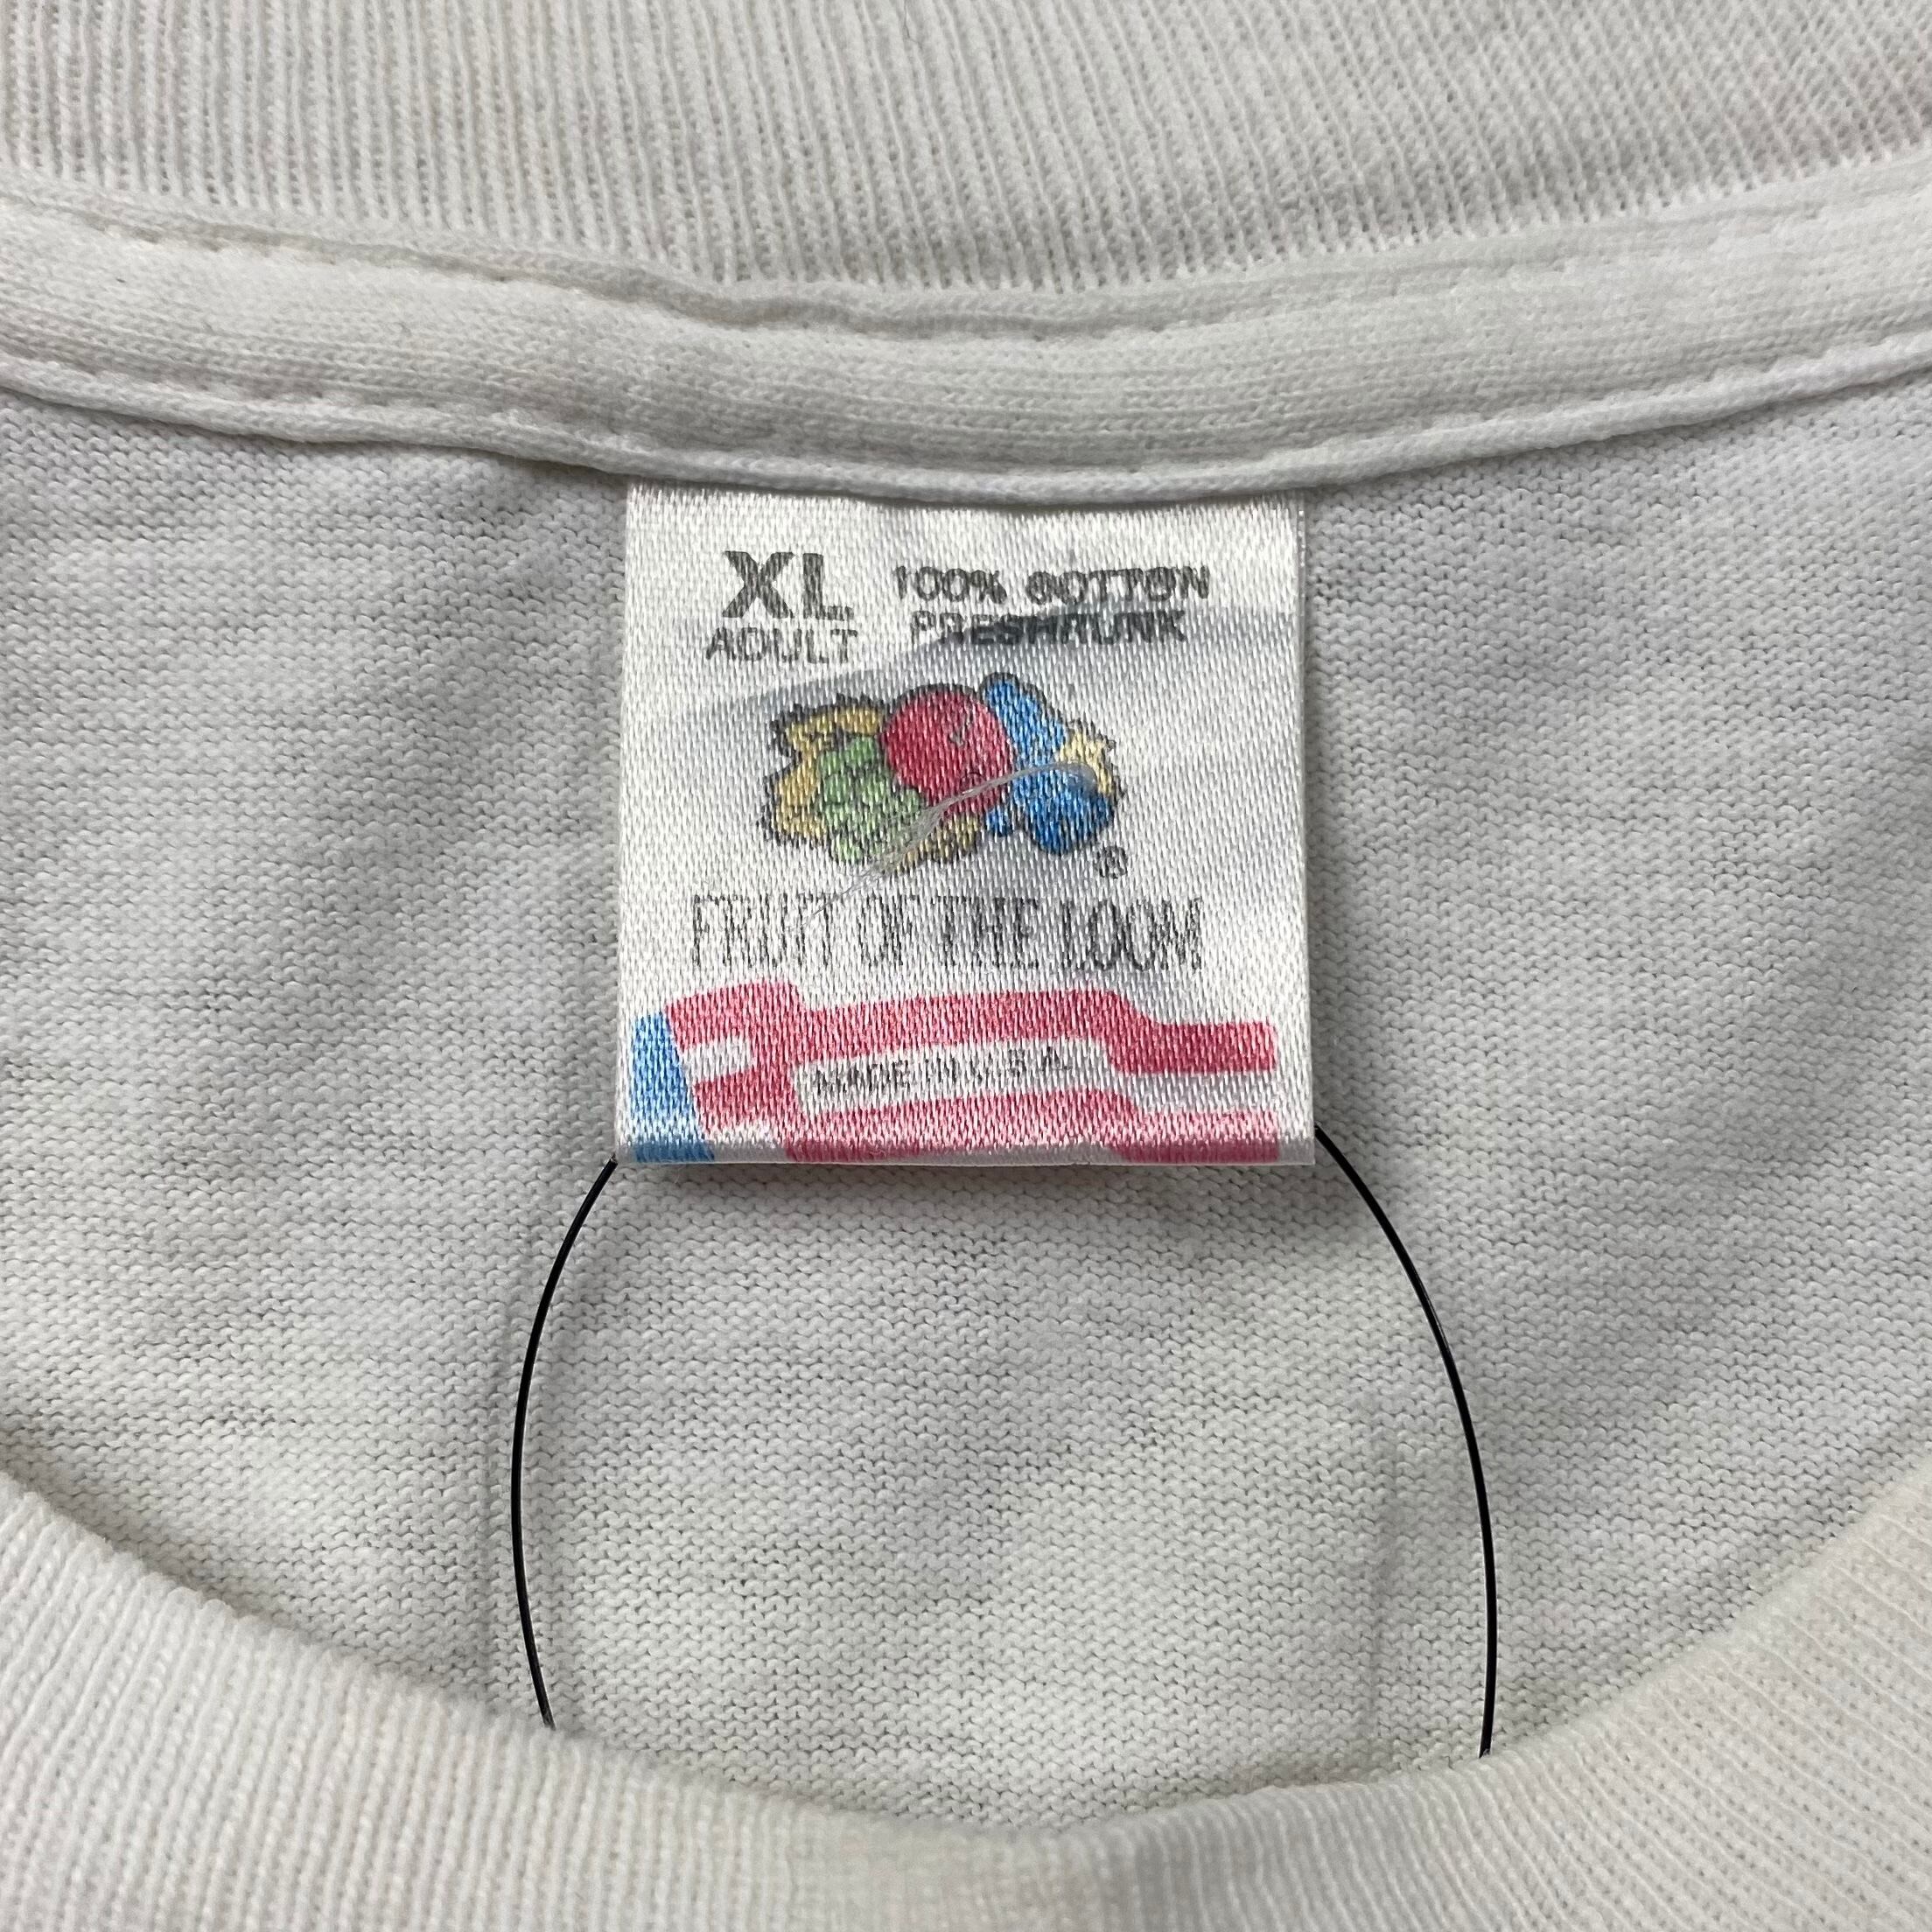 XL
ADULT
100% COTTON
PRESHRUNK
®
FRUIT OF THE LOOM
MADE IN U.S.A.